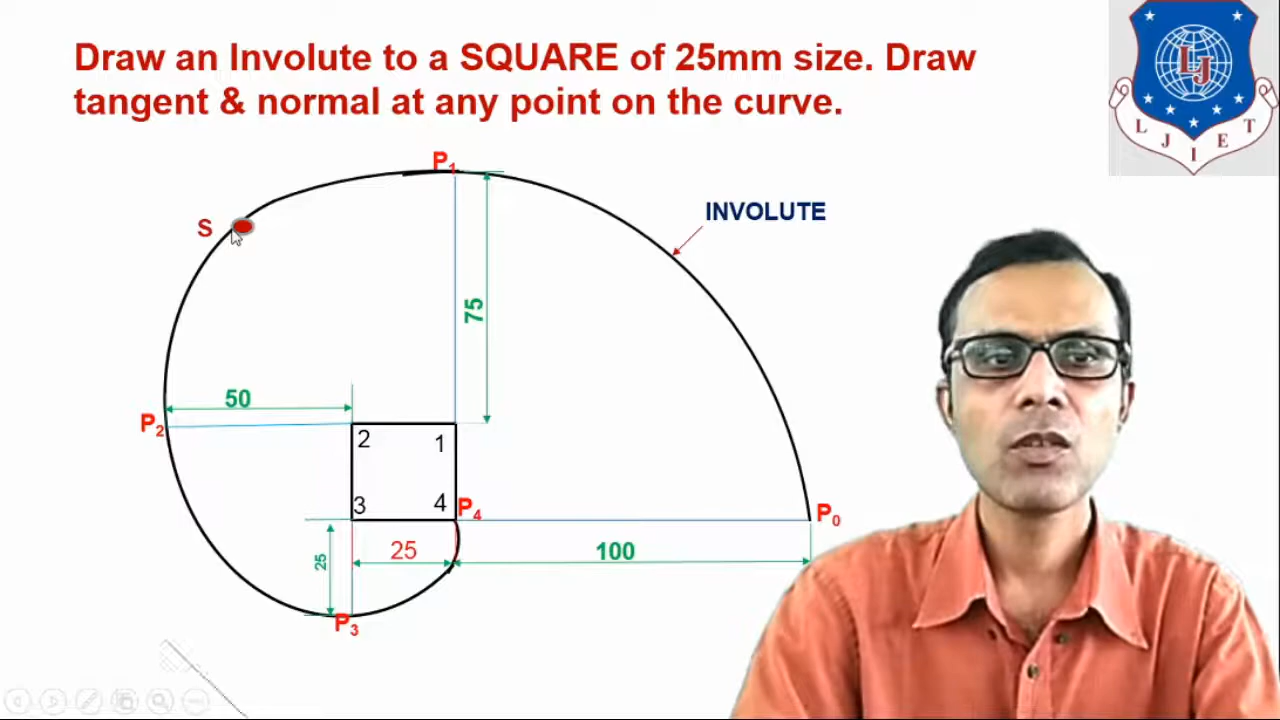 Draw an Involute to a SQUARE of 25mm size. Draw
tangent & normal at any point on the curve.
L J I E T
LJ
P1
INVOLUTE
S
75
50
P2
2
1
3
4
P4
P0
25
25
100
P3